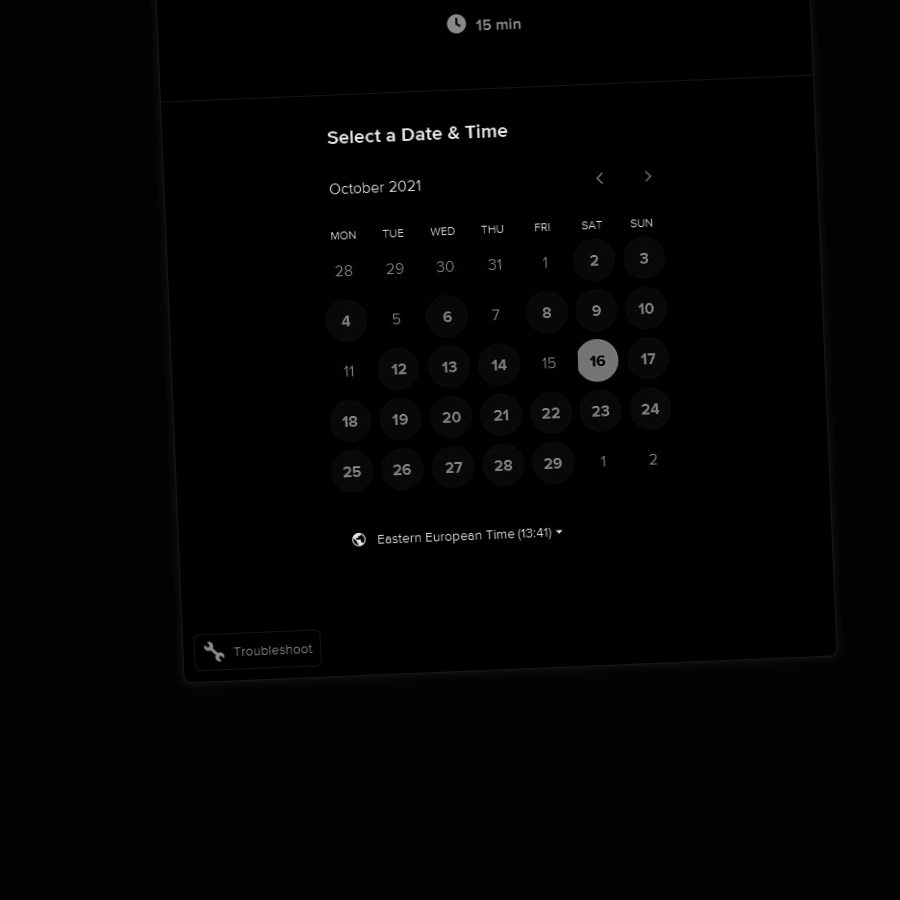 15 min
Select a Date & Time
October 2021
MON TUE WED THU FRI SAT SUN
28 29 30 31 1 2 3
4 5 6 7 8 9 10
11 12 13 14 15 16 17
18 19 20 21 22 23 24
25 26 27 28 29 1 2
Eastern European Time (13:41)
Troubleshoot